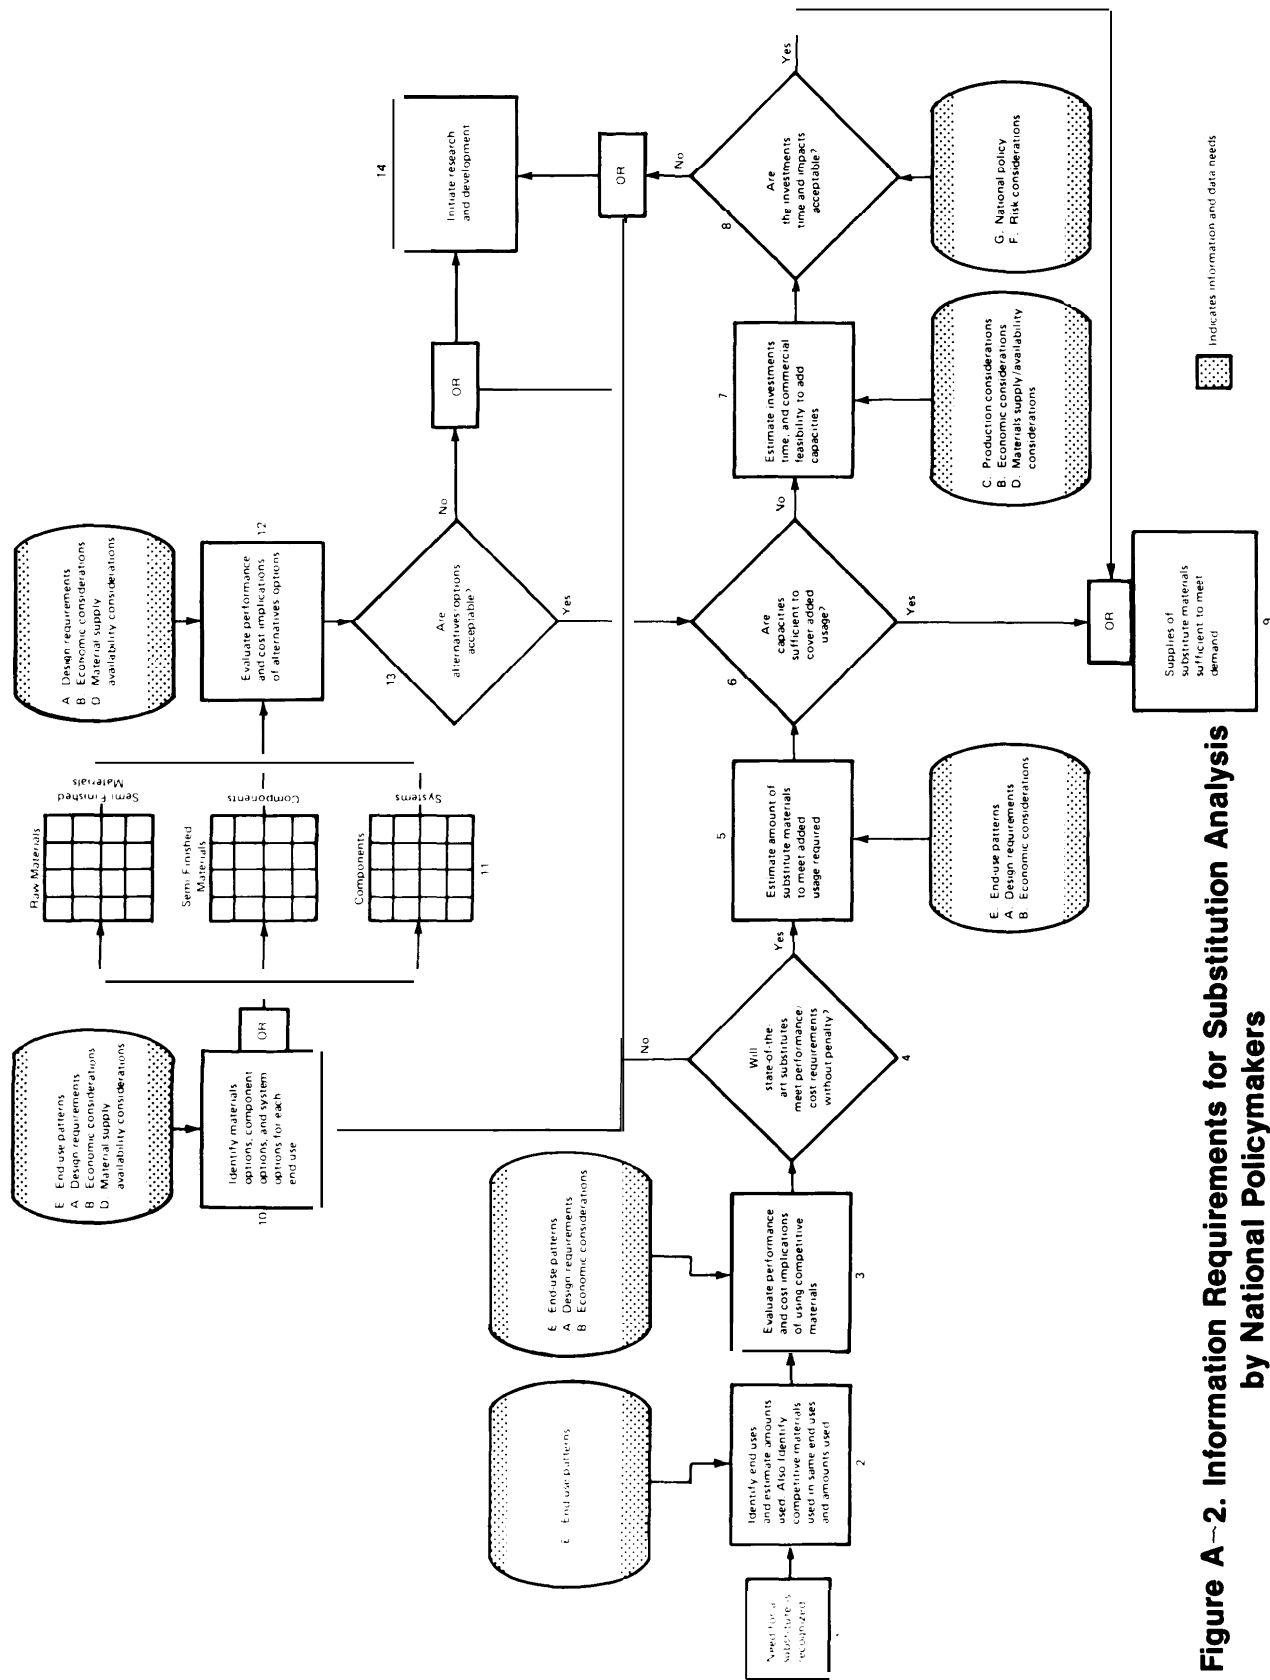 Need for a
substitute is
recognized
E. End use patterns
Identify end uses
and estimate amounts
used. Also Identify
competitive materials
used in same end uses
and amounts used
2
E End-use patterns
A Design requirements
B Economic considerations
Evaluate performance
and cost implications
of using competitive
materials
3
Will
state-of-the-
art substitutes
meet performance/
cost requirements
without penalty?
4
No
Yes
E. End-use patterns
A. Design requirements
B. Economic considerations
Estimate amount of
substitute materials
to meet added
usage required
5
Are
capacities
sufficient to
cover added
usage?
6
No
Yes
C. Production considerations
B. Economic considerations
D. Materials supply/availability
considerations
Estimate investments
time, and commercial
feasibility to add
capacities
7
G. National policy
F. Risk considerations
Are
the investments
time and impacts
acceptable?
8
No
Yes
OR
OR
Supplies of
substitute materials
sufficient to meet
demand
9
E End-use patterns
A Design requirements
B Economic considerations
D Material supply
availability considerations
Identify materials
options, component
options, and system
options for each
end use
10
OR
Raw Materials
Semi-Finished
Materials
Semi-Finished
Materials
Components
Components
Systems
11
A Design requirements
B Economic considerations
D Material supply
availability considerations
Evaluate performance
and cost implications
of alternatives options
12
Are
alternatives/options
acceptable?
13
No
Yes
OR
Initiate research
and development
14
Indicates information and data needs
Figure A-2. Information Requirements for Substitution Analysis
by National Policymakers